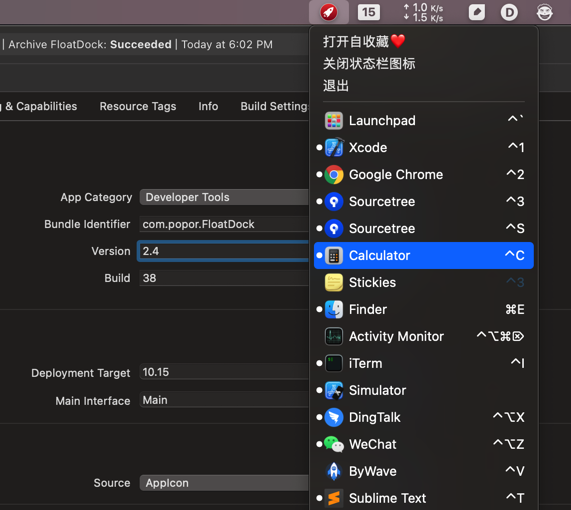 15
↑ 1.0 K/s
↓ 1.5 K/s
D
| Archive FloatDock: Succeeded | Today at 6:02 PM
g & Capabilities Resource Tags Info Build Settings
App Category Developer Tools
Bundle Identifier com.popor.FloatDock
Version 2.4
Build 38
Deployment Target 10.15
Main Interface Main
Source AppIcon
打开自收藏❤️
关闭状态栏图标
退出
Launchpad ^`
Xcode ^1
Google Chrome ^2
Sourcetree ^3
Sourcetree ^S
Calculator ^C
Stickies ^3
Finder ⌘E
Activity Monitor ^⌥⌘⌦
iTerm ^I
Simulator
DingTalk ^⌥X
WeChat ^⌥Z
ByWave ^V
Sublime Text ^T